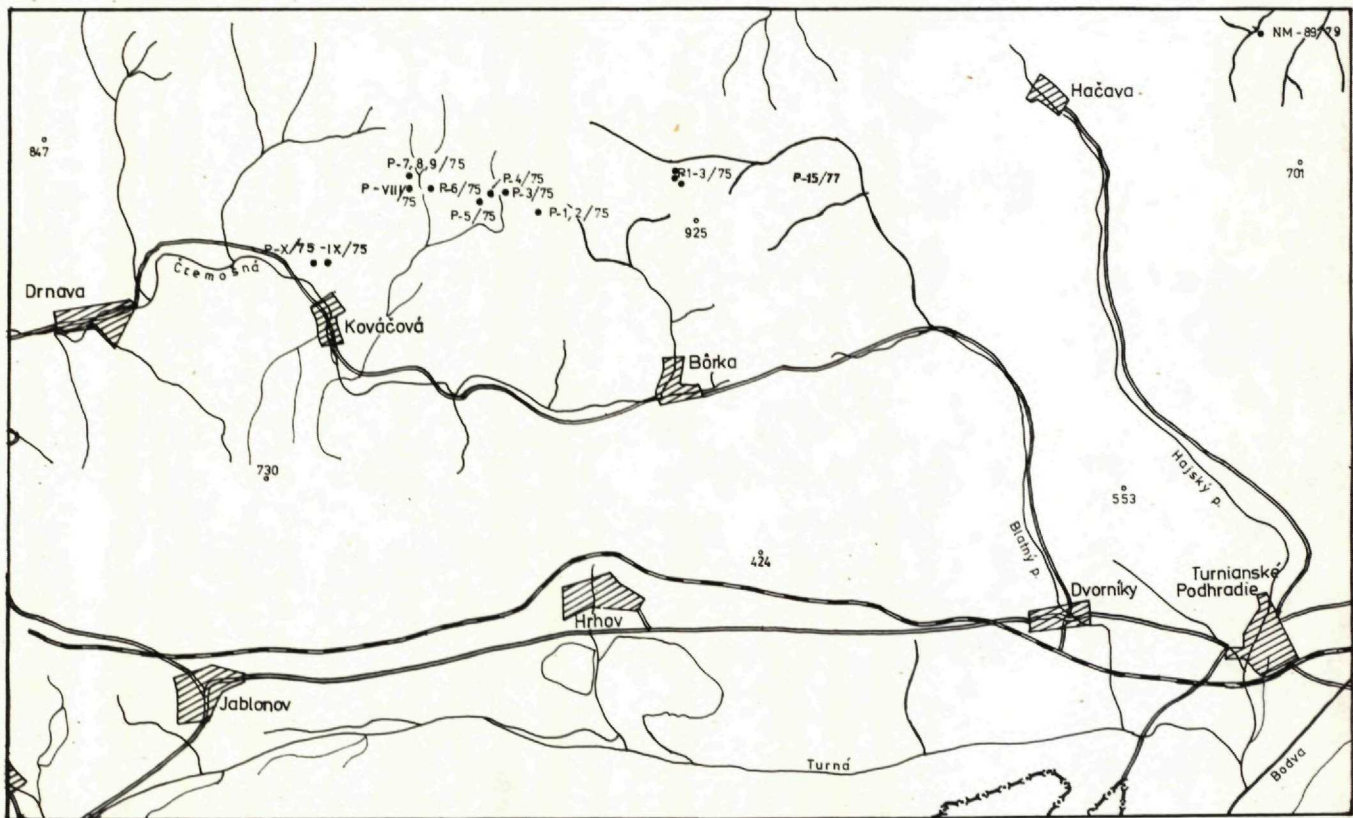 NM-89/79
Hačava
847
701
P-7,8,9/75
P-VIII/
75
P-6/75
P-4/75
P-3/75
P-5/75
P-1,2/75
R1-3/75
P-15/77
925
P-X/75 -IX/75
Čremošná
Drnava
Kováčová
Bôrka
730
Hajský p.
553
Blatný p.
424
Hrhov
Dvorníky
Turnianské
Podhradie
Jablonov
Turná
Bodva